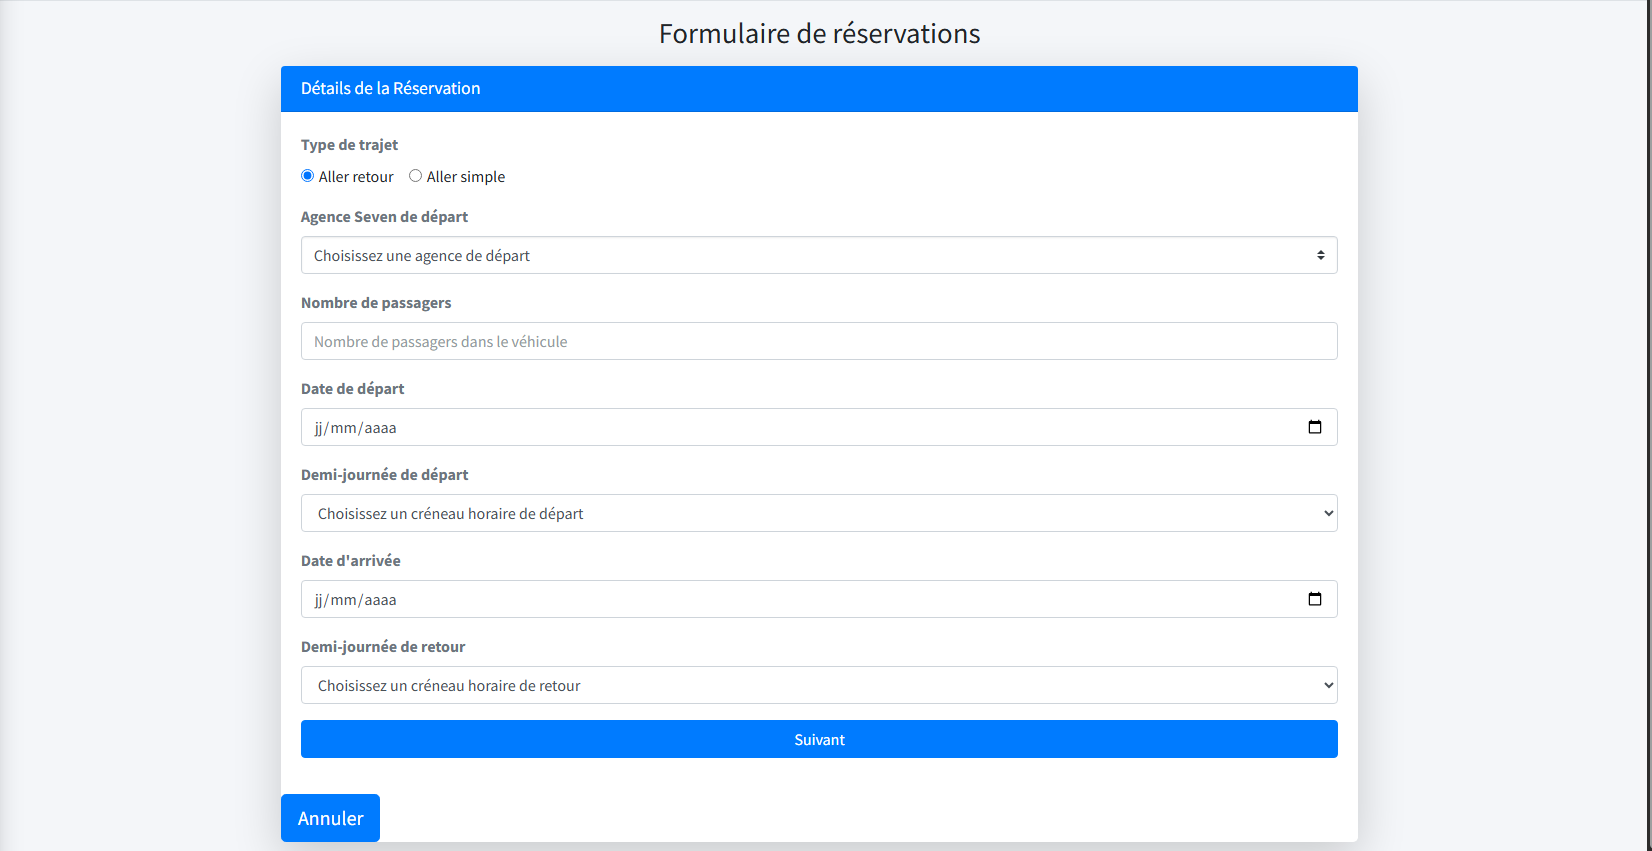 Formulaire de réservations
Détails de la Réservation
Type de trajet
Aller retour Aller simple
Agence Seven de départ
Choisissez une agence de départ
Nombre de passagers
Nombre de passagers dans le véhicule
Date de départ
jj/mm/aaaa
Demi-journée de départ
Choisissez un créneau horaire de départ
Date d'arrivée
jj/mm/aaaa
Demi-journée de retour
Choisissez un créneau horaire de retour
Suivant
Annuler